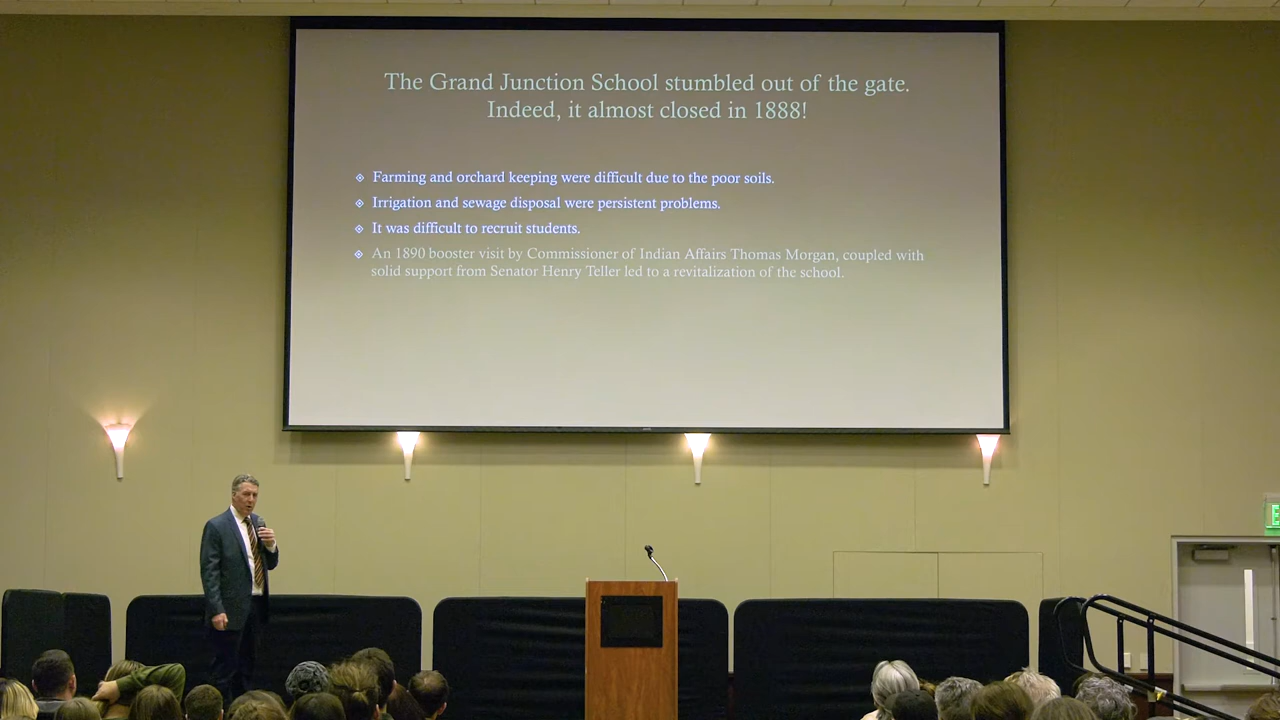 The Grand Junction School stumbled out of the gate.
Indeed, it almost closed in 1888!
Farming and orchard keeping were difficult due to the poor soils.
Irrigation and sewage disposal were persistent problems.
It was difficult to recruit students.
An 1890 booster visit by Commissioner of Indian Affairs Thomas Morgan, coupled with
solid support from Senator Henry Teller led to a revitalization of the school.